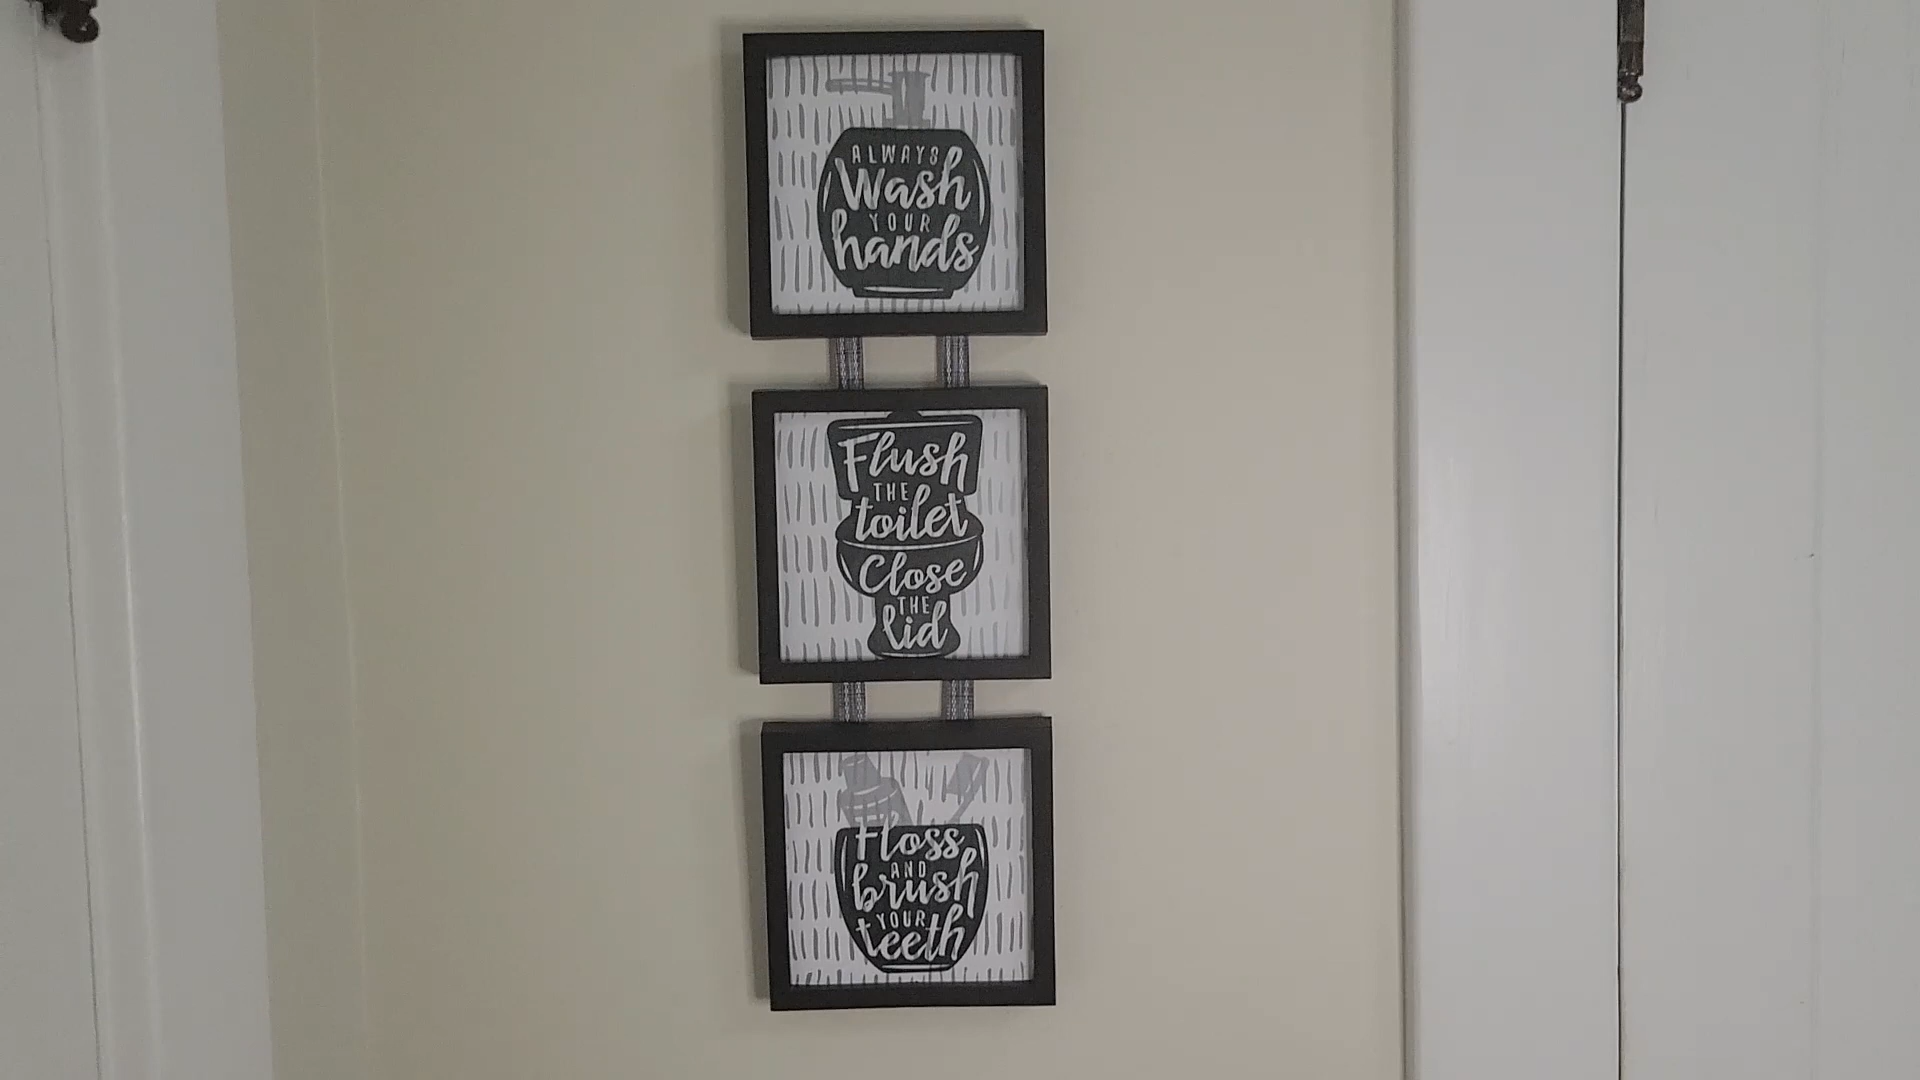 ALWAYS
Wash
YOUR
hands
Flush
THE
toilet
Close
THE
lid
Floss
AND
brush
YOUR
teeth